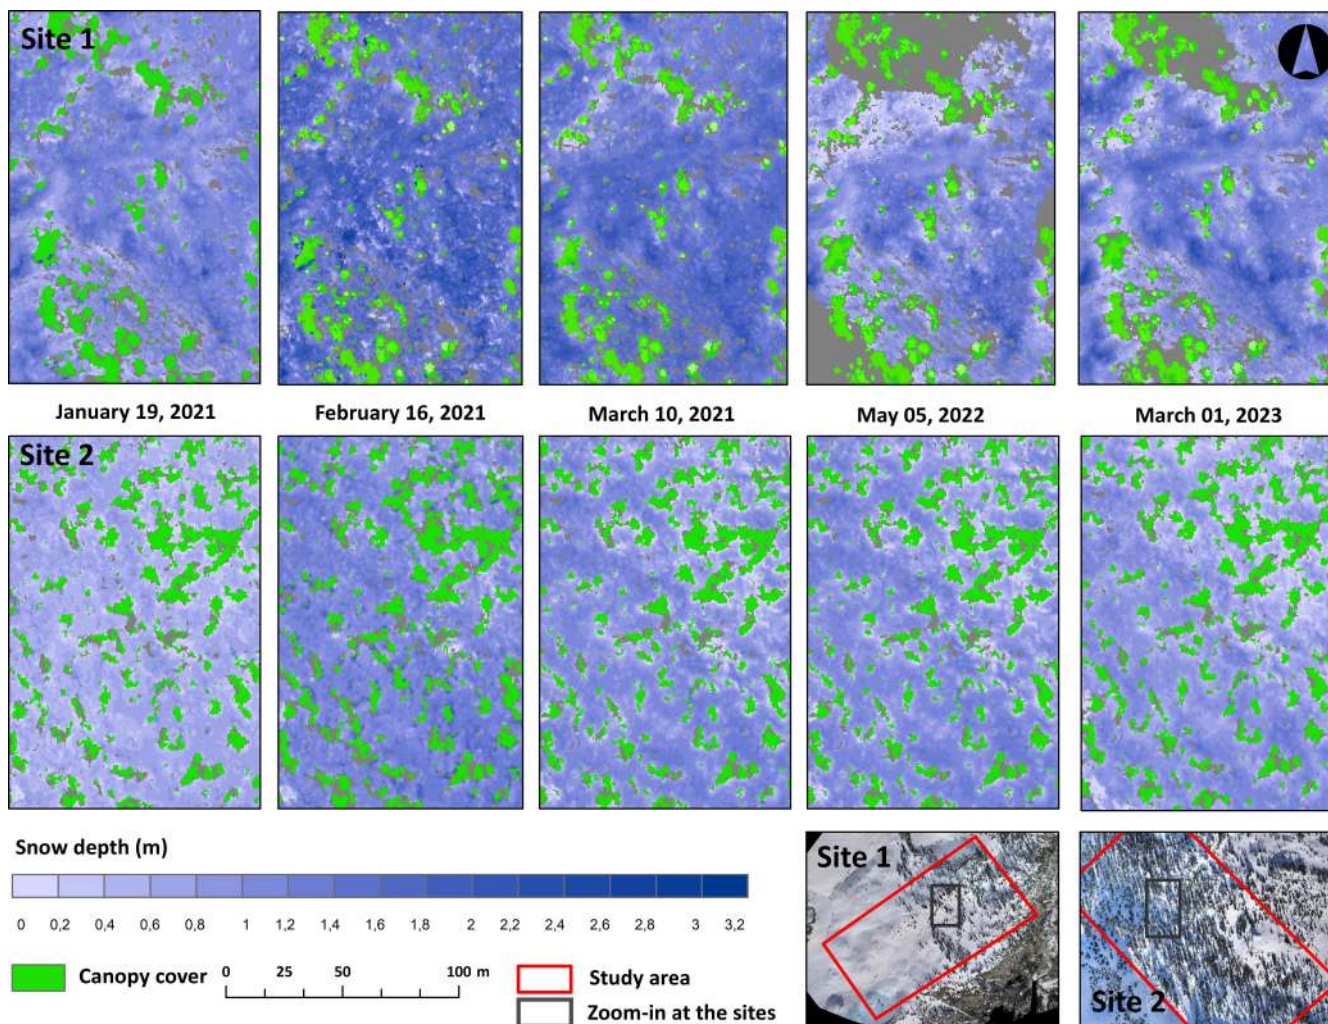 Site 1
January 19, 2021
February 16, 2021
March 10, 2021
May 05, 2022
March 01, 2023
Site 2
Snow depth (m)
0 0,2 0,4 0,6 0,8 1 1,2 1,4 1,6 1,8 2 2,2 2,4 2,6 2,8 3 3,2
Canopy cover
0 25 50 100 m
Study area
Zoom-in at the sites
Site 1
Site 2